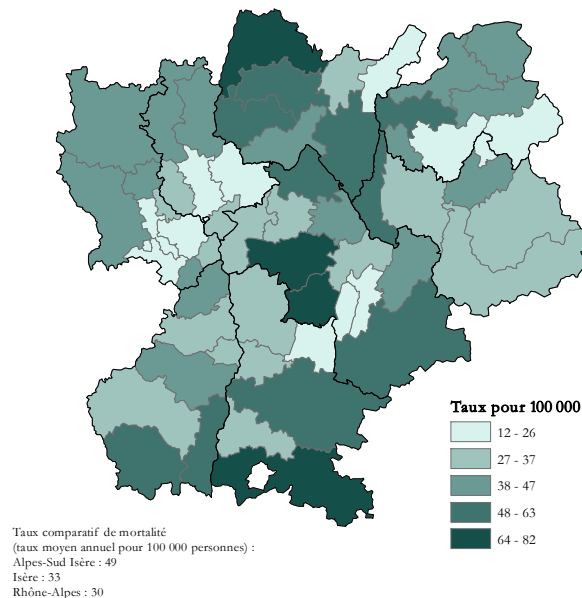 Taux pour 100 000
12 - 26
27 - 37
38 - 47
48 - 63
64 - 82
Taux comparatif de mortalité
(taux moyen annuel pour 100 000 personnes) :
Alpes-Sud Isère : 49
Isère : 33
Rhône-Alpes : 30